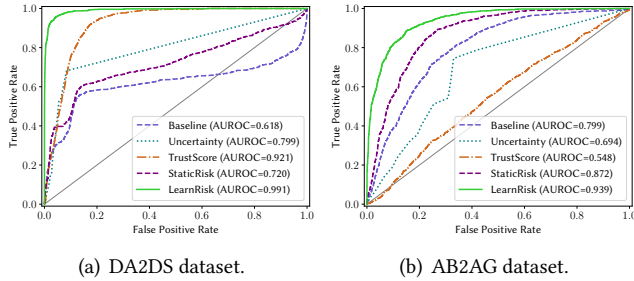 1.0
0.8
0.6
0.4
0.2
0.0
True Positive Rate
0.0 0.2 0.4 0.6 0.8 1.0
False Positive Rate
Baseline (AUROC=0.618)
Uncertainty (AUROC=0.799)
TrustScore (AUROC=0.921)
StaticRisk (AUROC=0.720)
LearnRisk (AUROC=0.991)
(a) DA2DS dataset.
1.0
0.8
0.6
0.4
0.2
0.0
True Positive Rate
0.0 0.2 0.4 0.6 0.8 1.0
False Positive Rate
Baseline (AUROC=0.799)
Uncertainty (AUROC=0.694)
TrustScore (AUROC=0.548)
StaticRisk (AUROC=0.872)
LearnRisk (AUROC=0.939)
(b) AB2AG dataset.